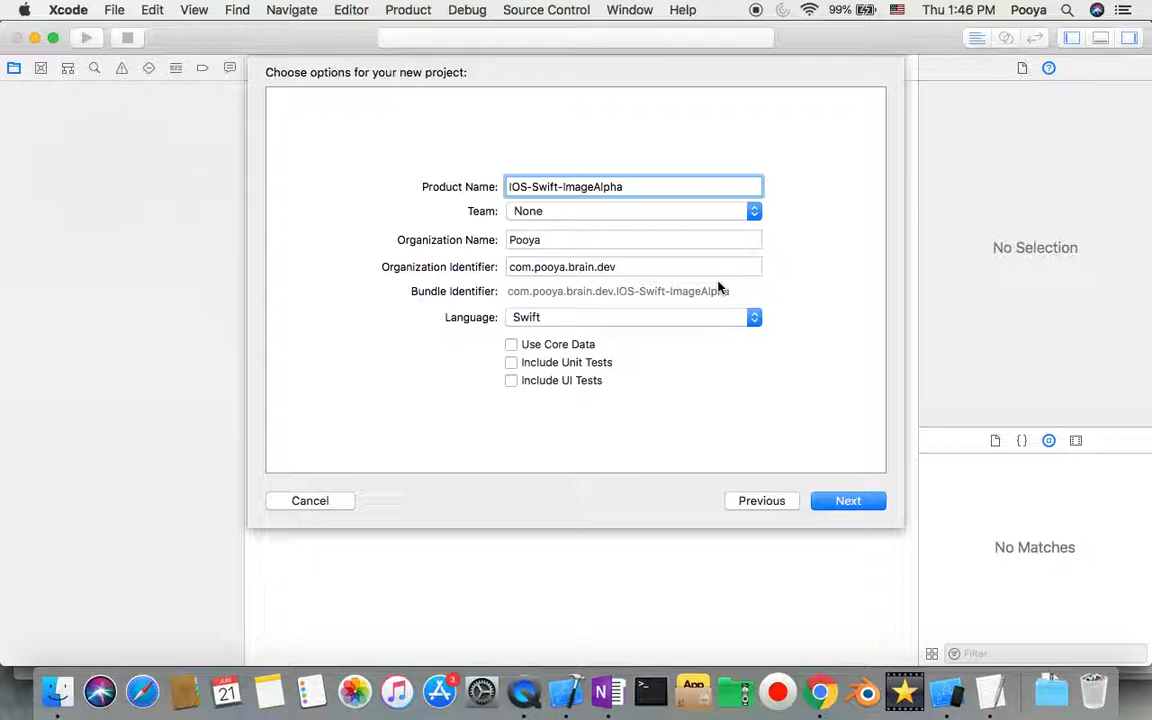 Xcode File Edit View Find Navigate Editor Product Debug Source Control Window Help 99% Thu 1:46 PM Pooya
Choose options for your new project:
Product Name: IOS-Swift-ImageAlpha
Team: None
Organization Name: Pooya
Organization Identifier: com.pooya.brain.dev
Bundle Identifier: com.pooya.brain.dev.IOS-Swift-ImageAlpha
Language: Swift
Use Core Data
Include Unit Tests
Include UI Tests
Cancel Previous Next
No Selection
No Matches
Filter
21
3
App